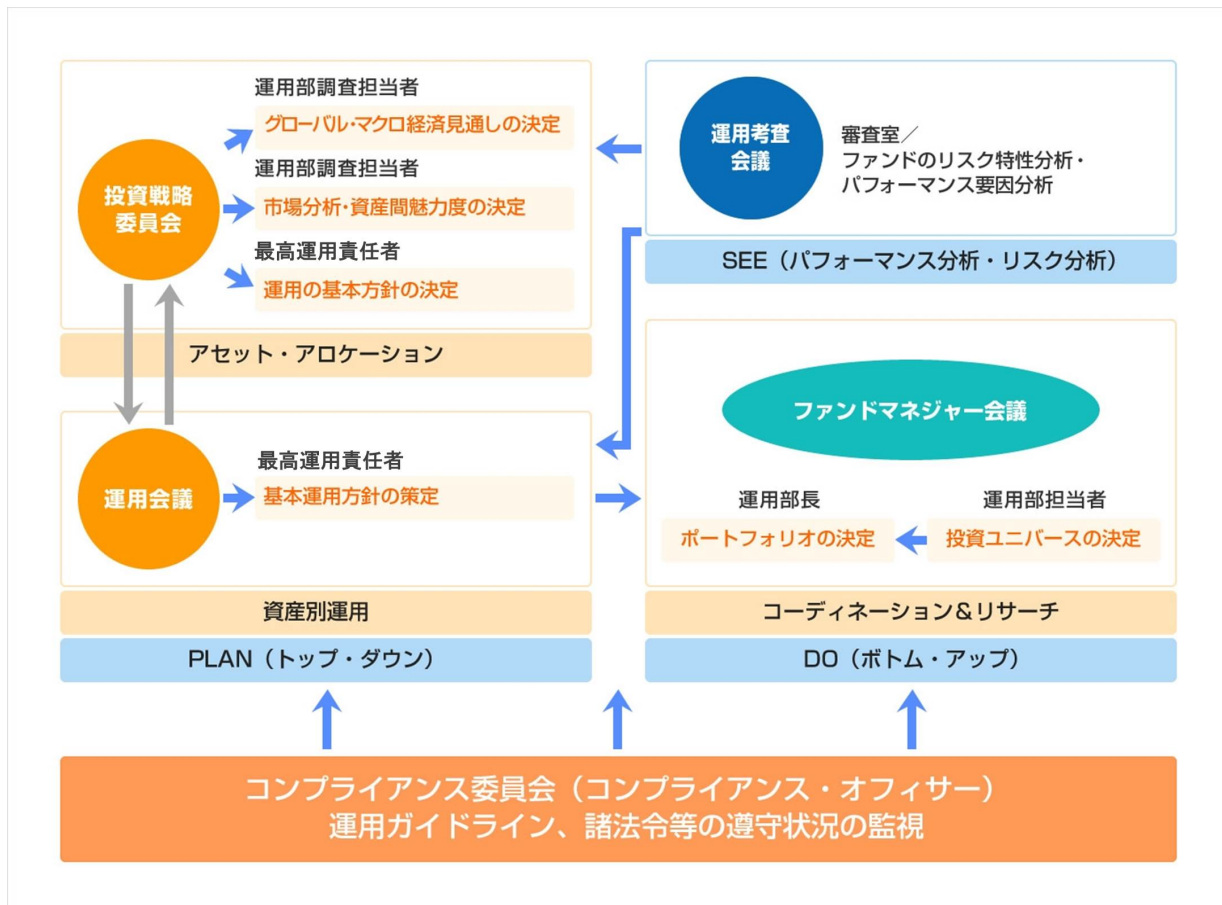 運用部調査担当者
グローバル・マクロ経済見通しの決定
投資戦略
委員会
運用部調査担当者
市場分析・資産間魅力度の決定
最高運用責任者
運用の基本方針の決定
アセット・アロケーション
運用会議
最高運用責任者
基本運用方針の策定
資産別運用
PLAN（トップ・ダウン）
運用考査
会議
審査室／
ファンドのリスク特性分析・
パフォーマンス要因分析
SEE（パフォーマンス分析・リスク分析）
ファンドマネジャー会議
運用部長
ポートフォリオの決定
運用部担当者
投資ユニバースの決定
コーディネーション＆リサーチ
DO（ボトム・アップ）
コンプライアンス委員会（コンプライアンス・オフィサー）
運用ガイドライン、諸法令等の遵守状況の監視